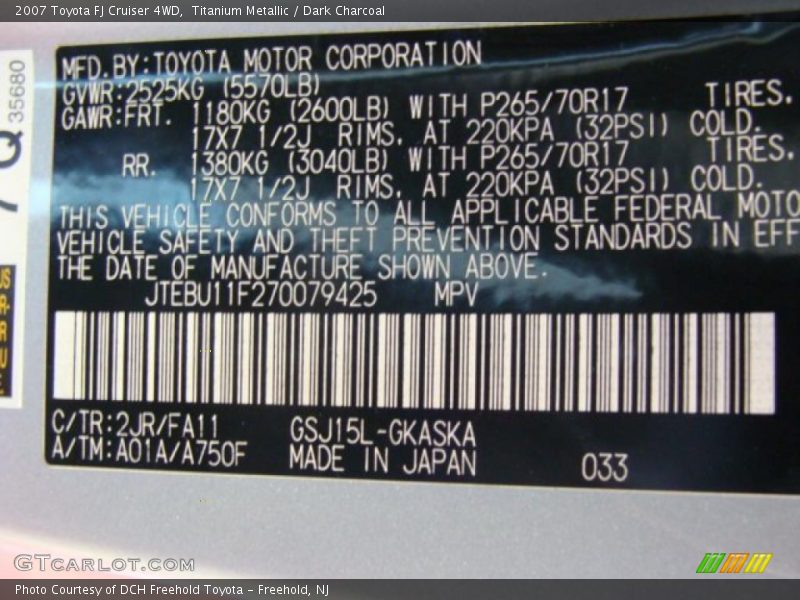 2007 Toyota FJ Cruiser 4WD, Titanium Metallic / Dark Charcoal
35680
Q
MFD.BY:TOYOTA MOTOR CORPORATION
GVWR:2525KG (5570LB)
GAWR:FRT. 1180KG (2600LB) WITH P265/70R17 TIRES,
17X7 1/2J RIMS, AT 220KPA (32PSI) COLD.
RR. 1380KG (3040LB) WITH P265/70R17 TIRES,
17X7 1/2J RIMS, AT 220KPA (32PSI) COLD.
THIS VEHICLE CONFORMS TO ALL APPLICABLE FEDERAL MOTO
VEHICLE SAFETY AND THEFT PREVENTION STANDARDS IN EFF
THE DATE OF MANUFACTURE SHOWN ABOVE.
JTEBU11F270079425 MPV
C/TR:2JR/FA11 GSJ15L-GKASKA
A/TM:A01A/A750F MADE IN JAPAN 033
GTCARLOT.COM
Photo Courtesy of DCH Freehold Toyota - Freehold, NJ